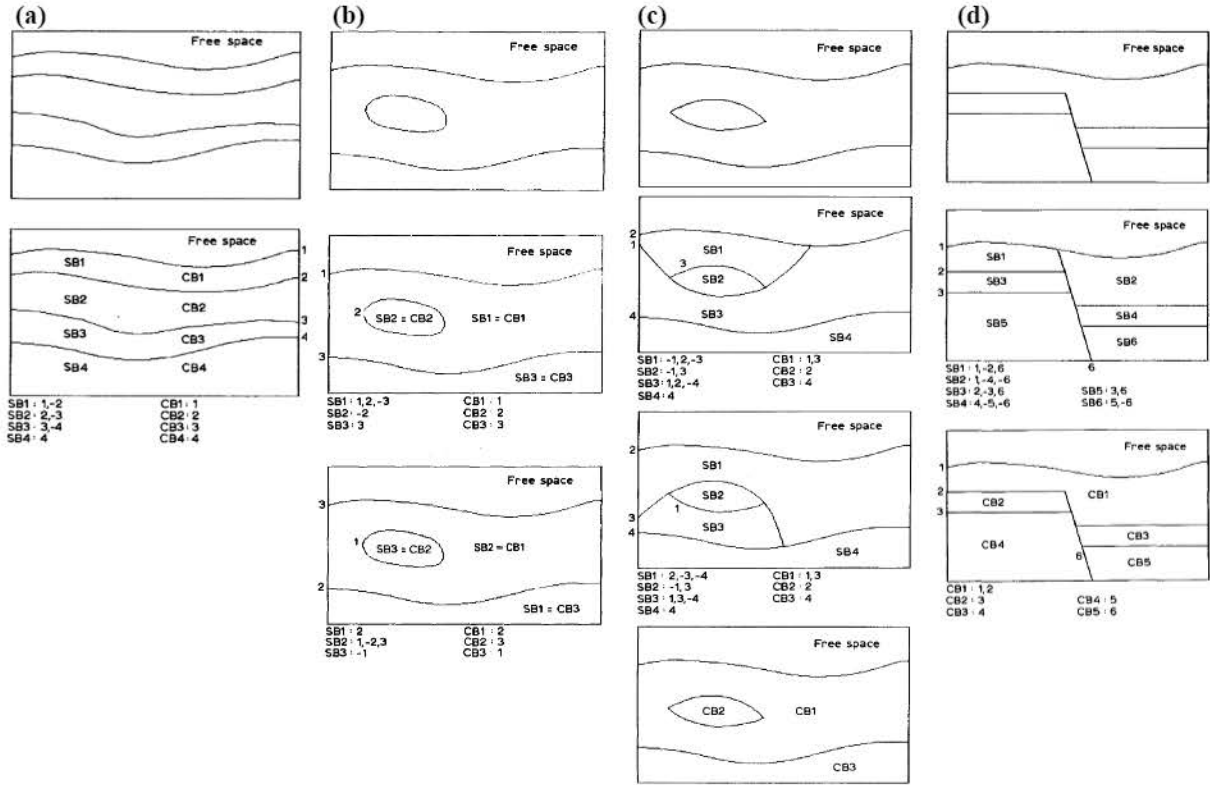 (a)
Free space
Free space
1
SB1
CB1
2
SB2
CB2
3
SB3
CB3
4
SB4
CB4
SB1 : 1,-2 CB1 : 1
SB2 : 2,-3 CB2 : 2
SB3 : 3,-4 CB3 : 3
SB4 : 4 CB4 : 4
(b)
Free space
Free space
1
2
SB2 = CB2
SB1 = CB1
3
SB3 = CB3
SB1 : 1,2,-3 CB1 : 1
SB2 : -2 CB2 : 2
SB3 : 3 CB3 : 3
Free space
3
1
SB3 = CB2
SB2 = CB1
2
SB1 = CB3
SB1 : 2 CB1 : 2
SB2 : 1,-2,3 CB2 : 3
SB3 : -1 CB3 : 1
(c)
Free space
Free space
2
1
SB1
3
SB2
4
SB3
SB4
SB1 : -1,2,-3 CB1 : 1,3
SB2 : -1,3 CB2 : 2
SB3 : 1,2,-4 CB3 : 4
SB4 : 4
Free space
2
SB1
SB2
1
3
SB3
4
SB4
SB1 : 2,-3,-4 CB1 : 1,3
SB2 : -1,3 CB2 : 2
SB3 : 1,3,-4 CB3 : 4
SB4 : 4
Free space
CB2
CB1
CB3
(d)
Free space
Free space
1
SB1
2
SB3
SB2
3
SB4
SB5
SB6
6
SB1 : 1,-2,6
SB2 : 1,-4,-6
SB3 : 2,-3,6 SB5 : 3,6
SB4 : 4,-5,-6 SB6 : 5,-6
Free space
1
2
CB1
CB2
3
CB3
CB4
6
CB5
CB1 : 1,2
CB2 : 3 CB4 : 5
CB3 : 4 CB5 : 6